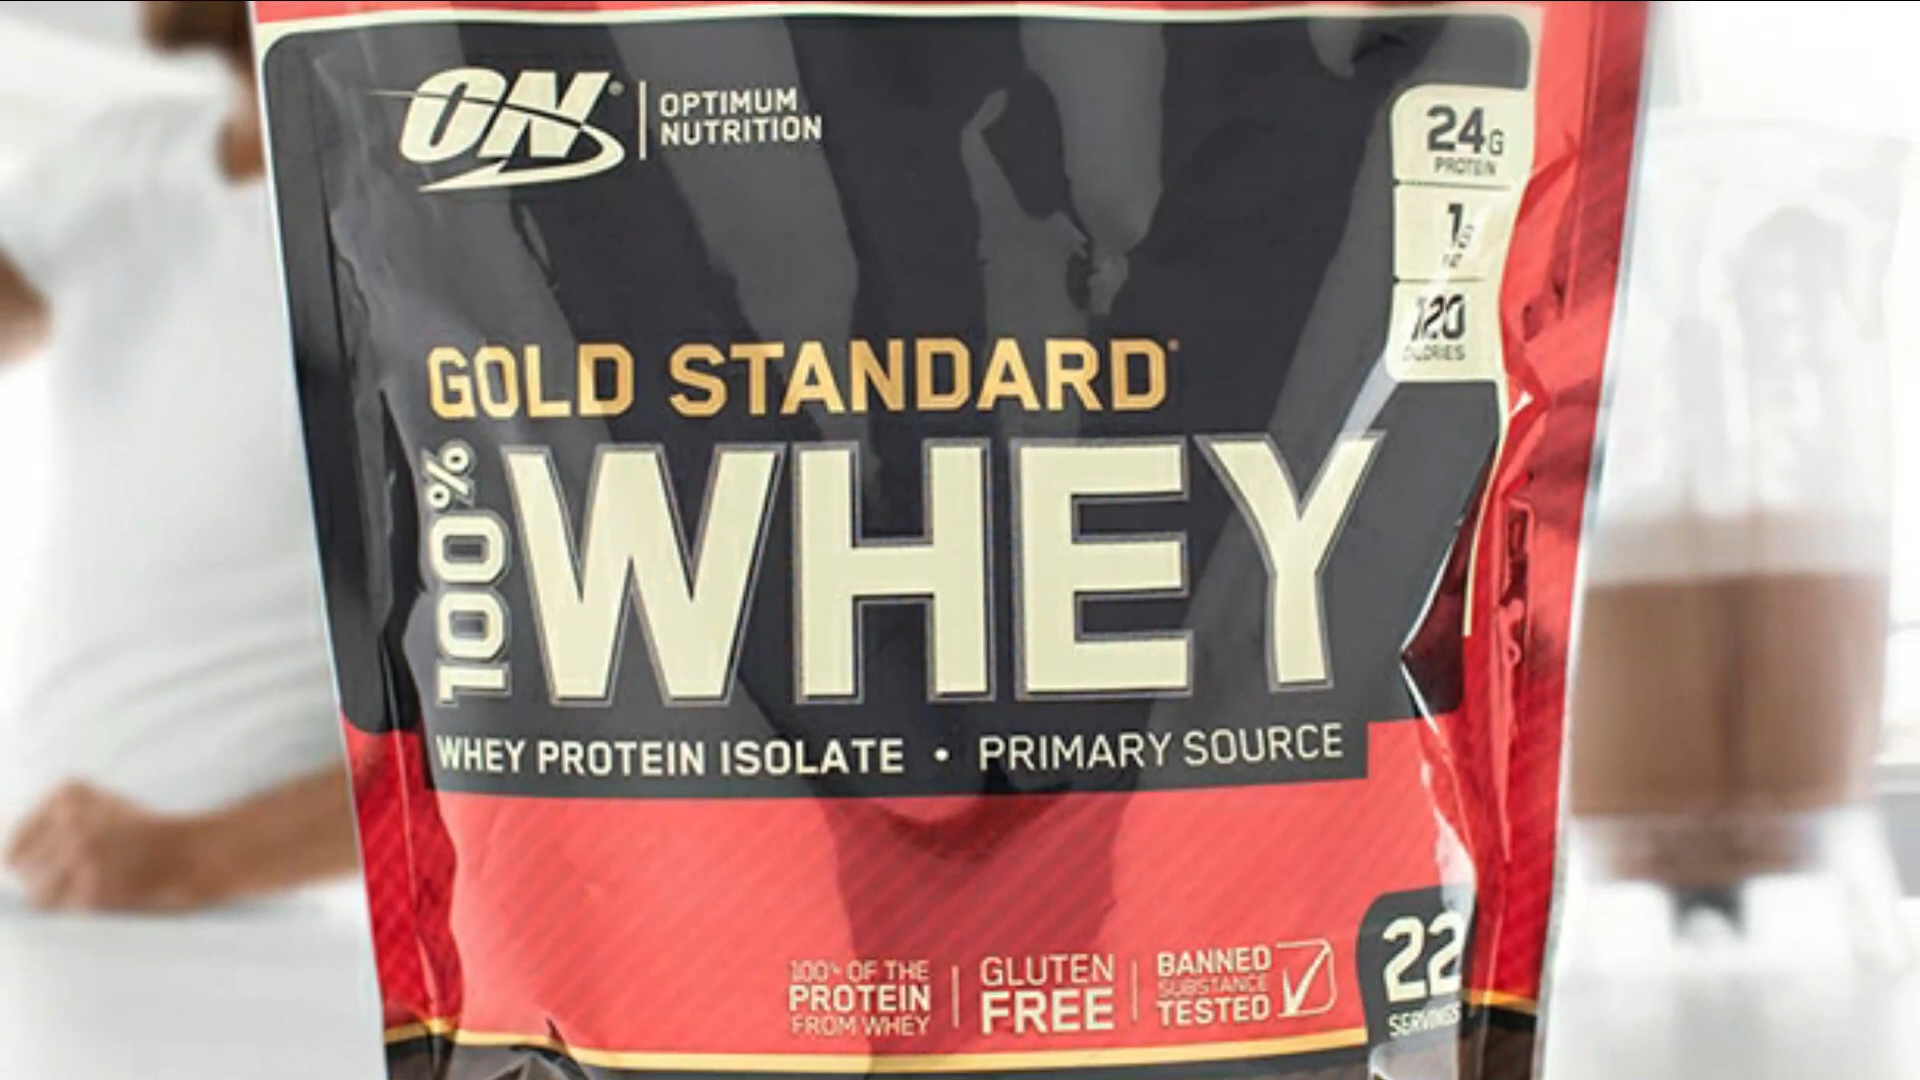 ON®
OPTIMUM
NUTRITION
24G
PROTEIN
1G
120
CALORIES
GOLD STANDARD®
100% WHEY
WHEY PROTEIN ISOLATE • PRIMARY SOURCE
100% OF THE
PROTEIN
FROM WHEY
GLUTEN
FREE
BANNED
SUBSTANCE
TESTED
22
SERVINGS